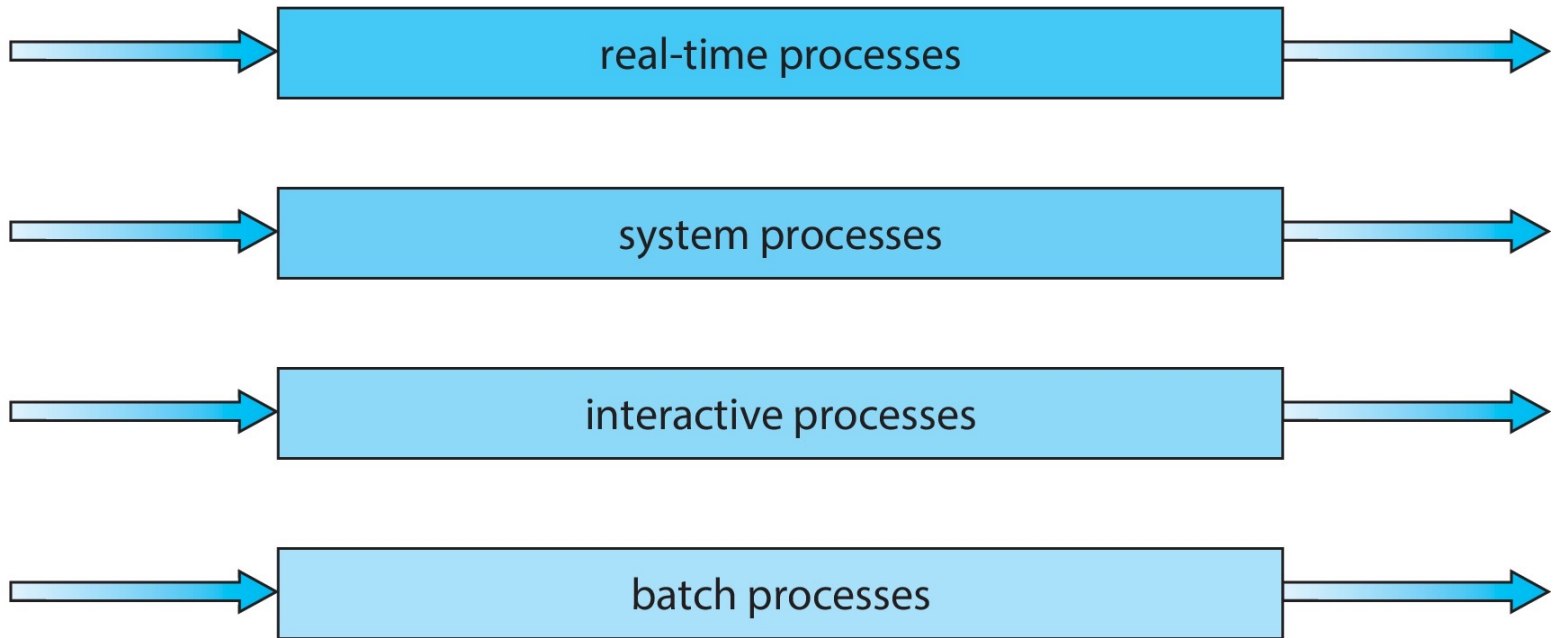 real-time processes
system processes
interactive processes
batch processes